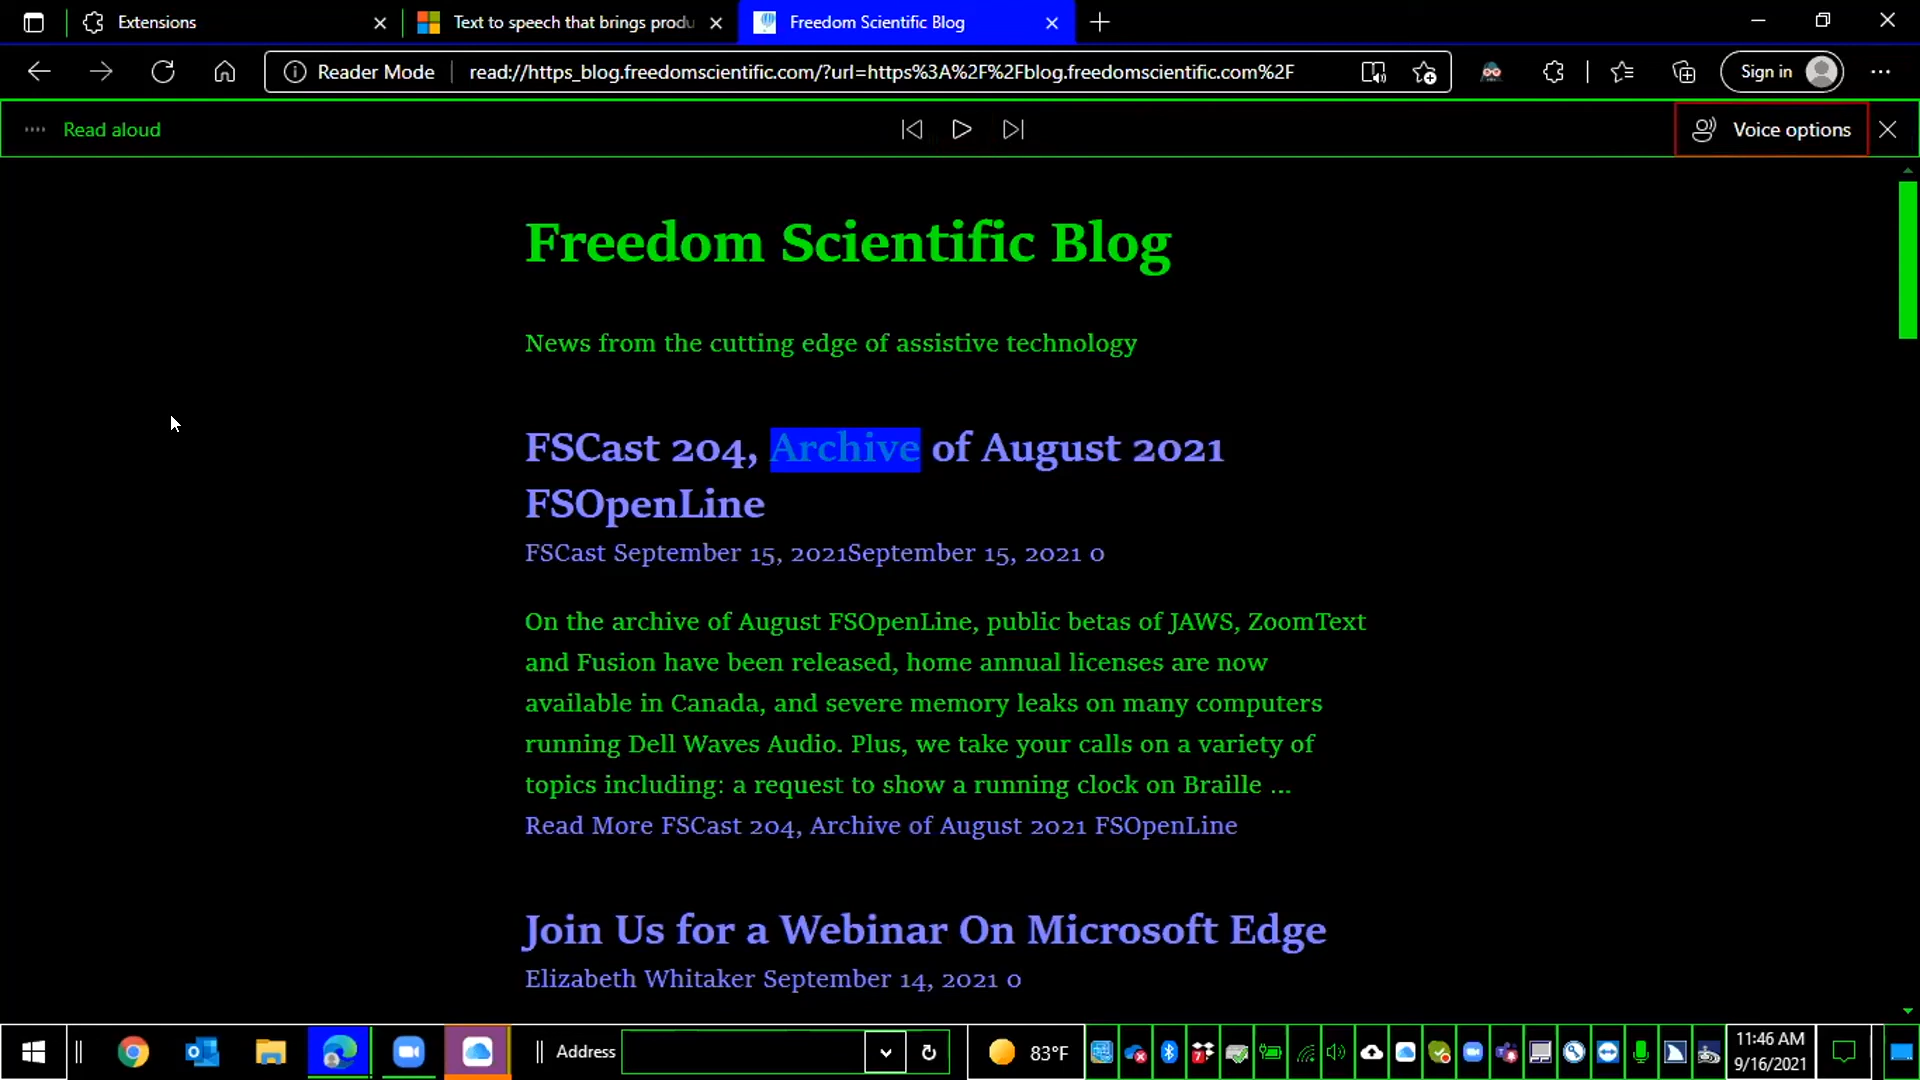 Extensions
Text to speech that brings produ
Freedom Scientific Blog
Reader Mode
read://https_blog.freedomscientific.com/?url=https%3A%2F%2Fblog.freedomscientific.com%2F
Sign in
Read aloud
Voice options
Freedom Scientific Blog
News from the cutting edge of assistive technology
FSCast 204, Archive of August 2021
FSOpenLine
FSCast September 15, 2021September 15, 2021 0
On the archive of August FSOpenLine, public betas of JAWS, ZoomText
and Fusion have been released, home annual licenses are now
available in Canada, and severe memory leaks on many computers
running Dell Waves Audio. Plus, we take your calls on a variety of
topics including: a request to show a running clock on Braille ...
Read More FSCast 204, Archive of August 2021 FSOpenLine
Join Us for a Webinar On Microsoft Edge
Elizabeth Whitaker September 14, 2021 0
Address
83°F
11:46 AM
9/16/2021